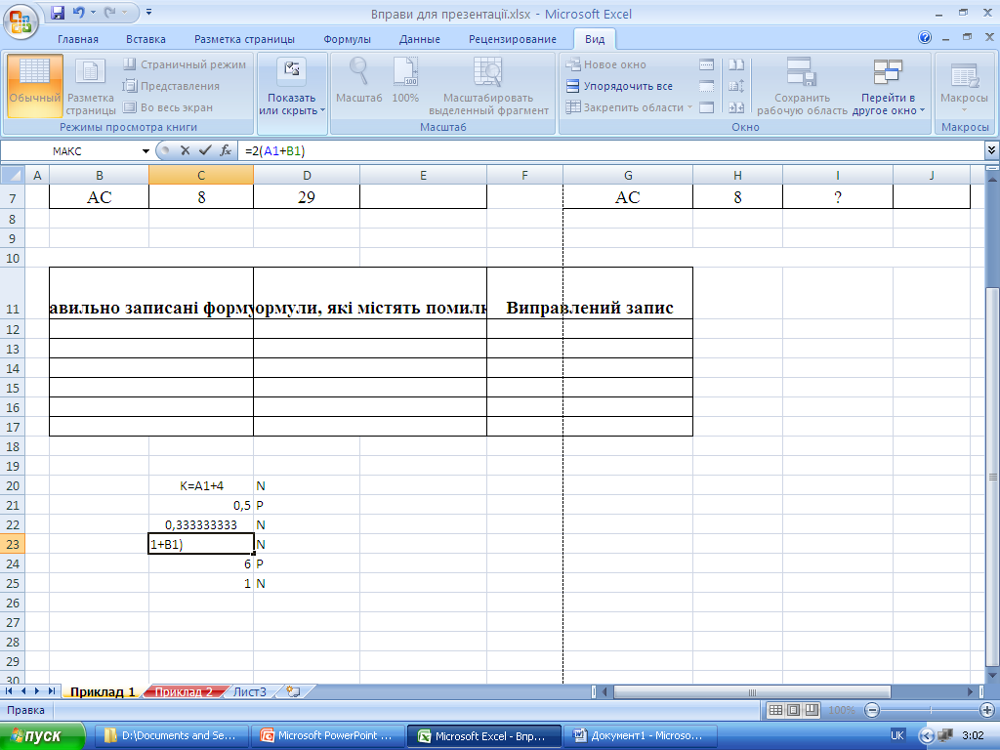 Вправи для презентації.xlsx - Microsoft Excel
Главная Вставка Разметка страницы Формулы Данные Рецензирование Вид
Обычный Разметка страницы Страничный режим Представления Во весь экран
Режимы просмотра книги
Показать или скрыть
Масштаб 100% Масштабировать выделенный фрагмент
Масштаб
Новое окно Упорядочить все Закрепить области
Сохранить рабочую область Перейти в другое окно
Окно
Макросы
Макросы
МАКС =2(A1+B1)
A B C D E F G H I J
7 АС 8 29 АС 8 ?
8
9
10
11 авильно записані форму ормули, які містять помилк Виправлений запис
12
13
14
15
16
17
18
19
20 K=A1+4 N
21 0,5 P
22 0,333333333 N
23 1+B1) N
24 6 P
25 1 N
26
27
28
29
30
Приклад 1 Приклад 2 Лист3
Правка 100%
пуск D:\Documents and Se... Microsoft PowerPoint ... Microsoft Excel - Впр... Документ1 - Microso... UK 3:02